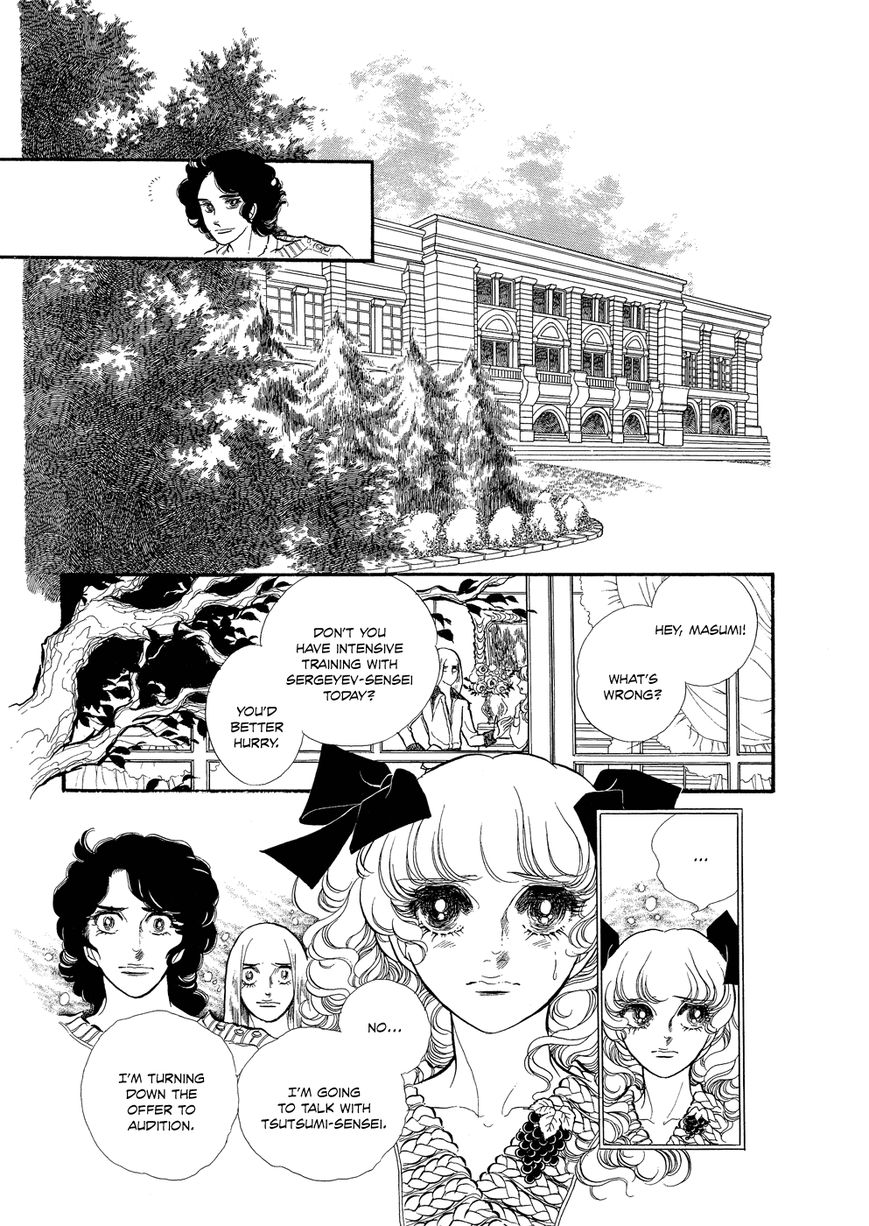 HEY, MASUMI!
WHAT'S
WRONG?
DON'T YOU
HAVE INTENSIVE
TRAINING WITH
SERGEYEV-SENSEI
TODAY?
YOU'D
BETTER
HURRY.
...
NO...
I'M GOING
TO TALK WITH
TSUTSUMI-SENSEI.
I'M TURNING
DOWN THE
OFFER TO
AUDITION.